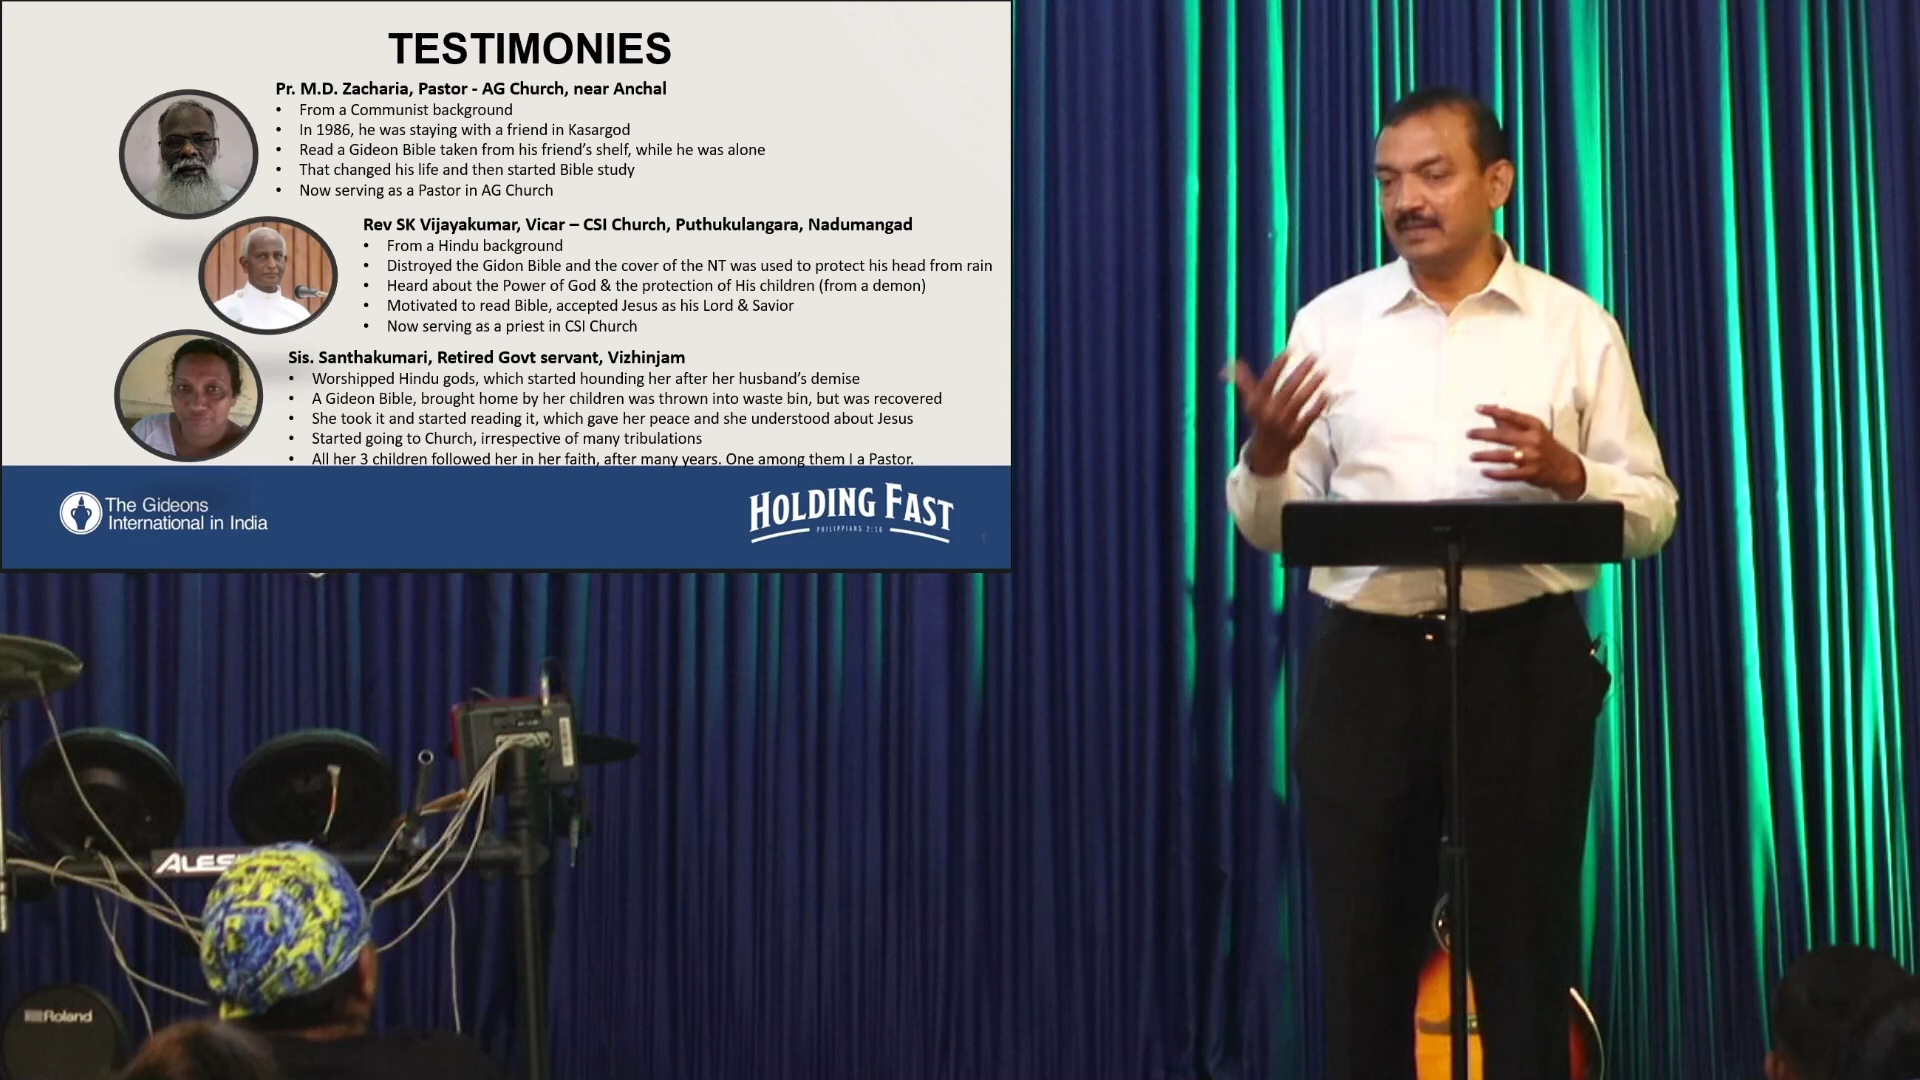 TESTIMONIES
Pr. M.D. Zacharia, Pastor - AG Church, near Anchal
• From a Communist background
• In 1986, he was staying with a friend in Kasargod
• Read a Gideon Bible taken from his friend's shelf, while he was alone
• That changed his life and then started Bible study
• Now serving as a Pastor in AG Church
Rev SK Vijayakumar, Vicar – CSI Church, Puthukulangara, Nadumangad
• From a Hindu background
• Distroyed the Gidon Bible and the cover of the NT was used to protect his head from rain
• Heard about the Power of God & the protection of His children (from a demon)
• Motivated to read Bible, accepted Jesus as his Lord & Savior
• Now serving as a priest in CSI Church
Sis. Santhakumari, Retired Govt servant, Vizhinjam
• Worshipped Hindu gods, which started hounding her after her husband's demise
• A Gideon Bible, brought home by her children was thrown into waste bin, but was recovered
• She took it and started reading it, which gave her peace and she understood about Jesus
• Started going to Church, irrespective of many tribulations
• All her 3 children followed her in her faith, after many years. One among them I a Pastor.
The Gideons
International in India
HOLDING FAST
PHILIPPIANS 2:16
1
ALES
Roland